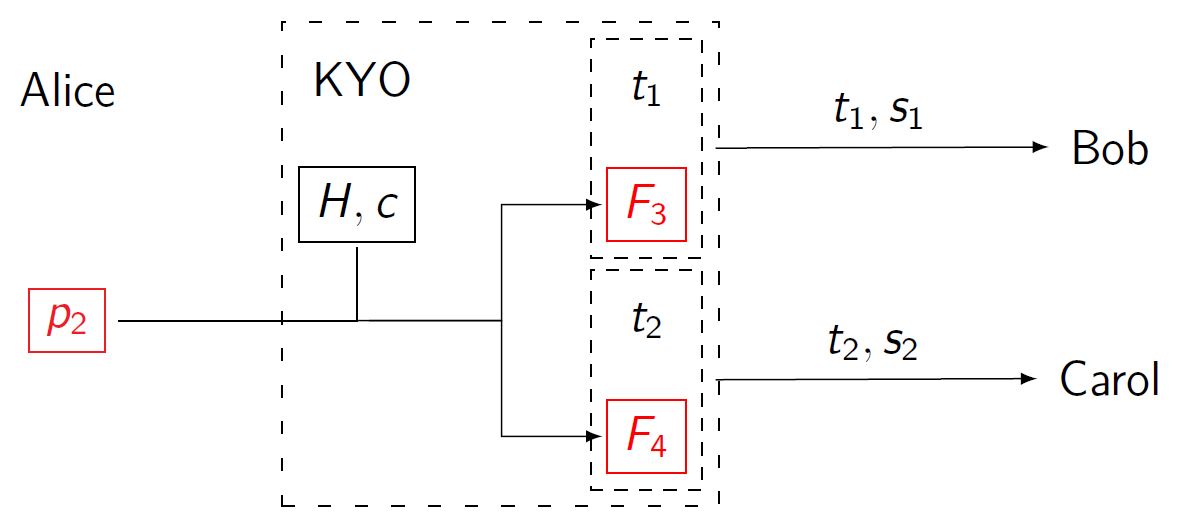 Alice
KYO
t₁
t₁, s₁
Bob
H, c
F₃
p₂
t₂
t₂, s₂
Carol
F₄